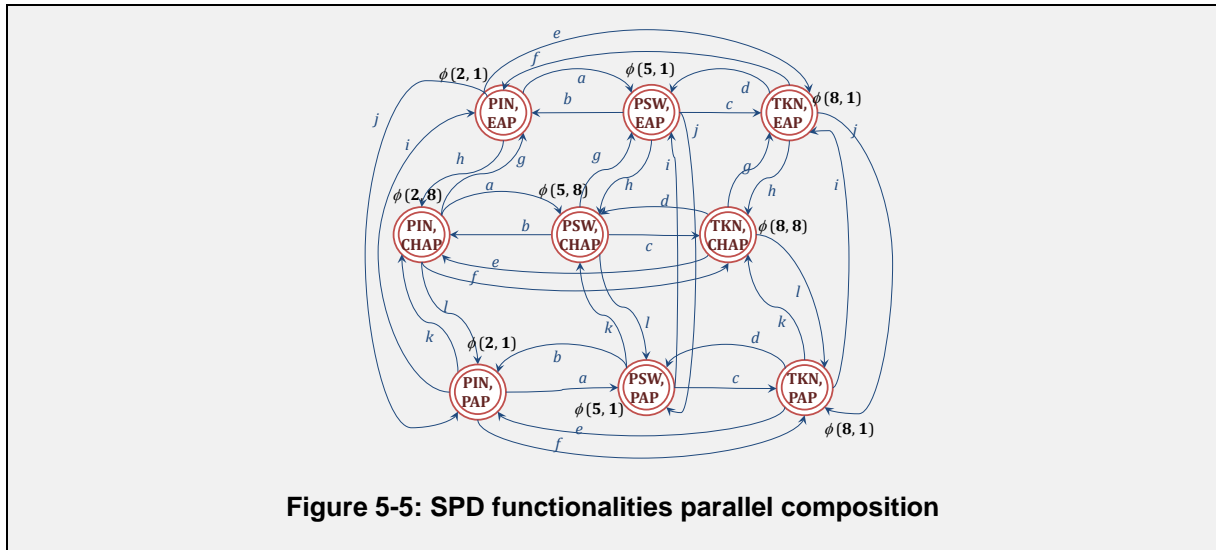 e
f
ϕ(2, 1)
a
ϕ(5, 1)
d
ϕ(8, 1)
PIN,
EAP
b
PSW,
EAP
c
TKN,
EAP
j
i
h
g
g
h
j
i
g
h
j
i
ϕ(2, 8)
a
ϕ(5, 8)
d
ϕ(8, 8)
PIN,
CHAP
b
PSW,
CHAP
c
TKN,
CHAP
e
f
l
k
l
k
l
k
ϕ(2, 1)
b
d
PIN,
PAP
a
PSW,
PAP
c
TKN,
PAP
ϕ(5, 1)
e
f
ϕ(8, 1)
Figure 5-5: SPD functionalities parallel composition